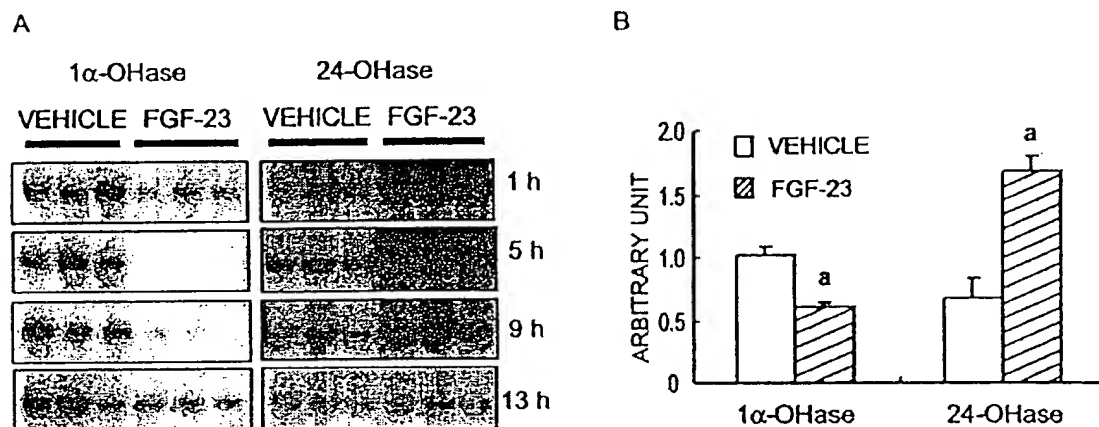 A
1α-OHase 24-OHase
VEHICLE FGF-23 VEHICLE FGF-23
1 h
5 h
9 h
13 h
B
ARBITRARY UNIT
2.0
1.5
1.0
0.5
0
VEHICLE
FGF-23
a
a
1α-OHase 24-OHase